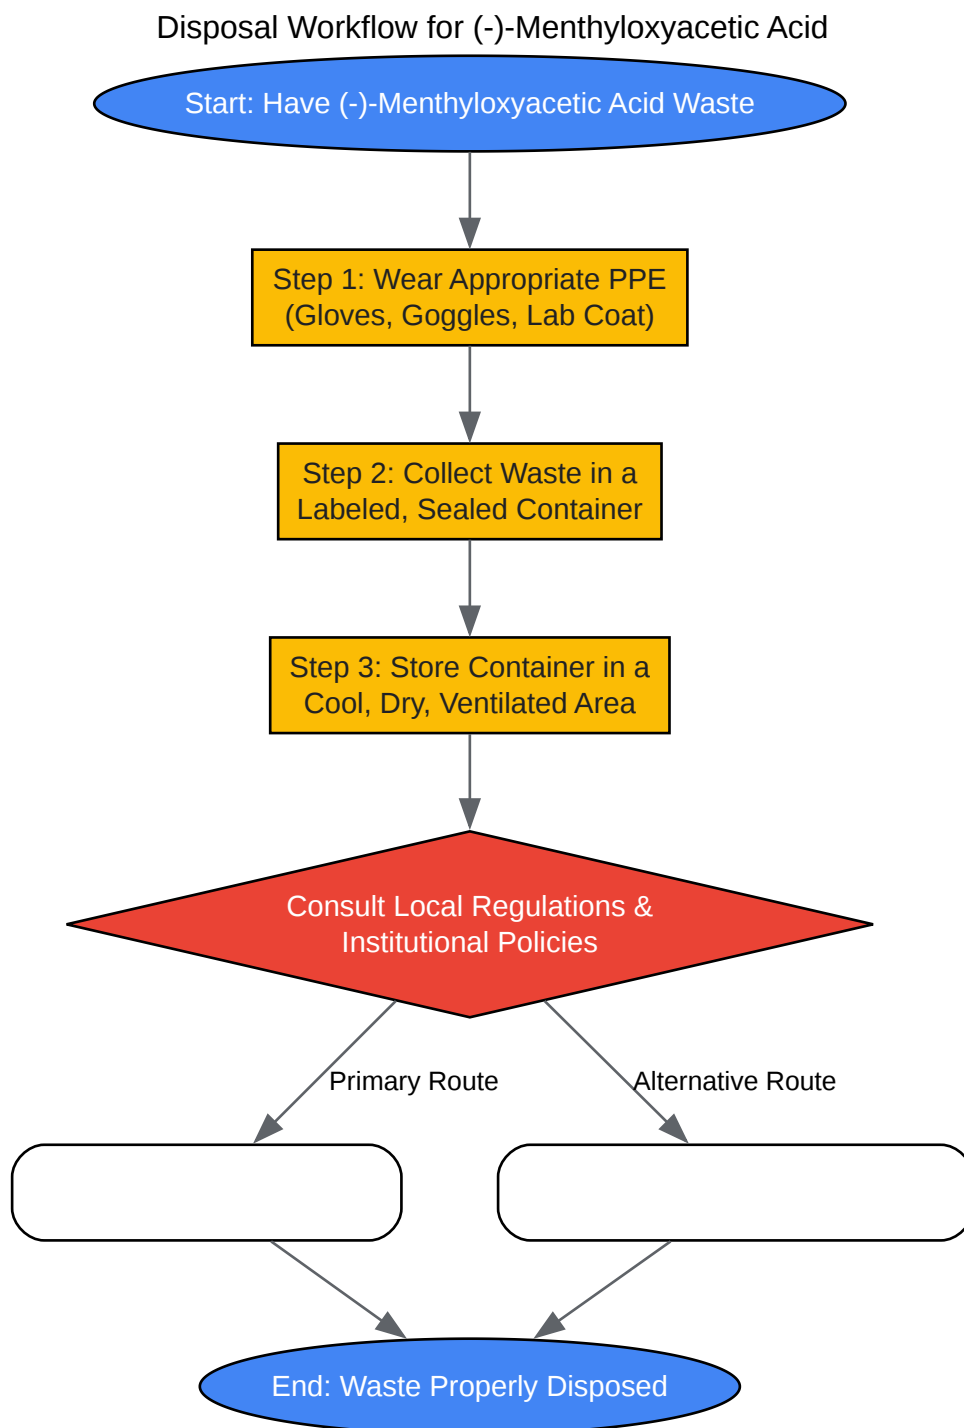 Disposal Workflow for (-)-Menthyloxyacetic Acid
Start: Have (-)-Menthyloxyacetic Acid Waste
Step 1: Wear Appropriate PPE
(Gloves, Goggles, Lab Coat)
Step 2: Collect Waste in a
Labeled, Sealed Container
Step 3: Store Container in a
Cool, Dry, Ventilated Area
Consult Local Regulations &
Institutional Policies
Primary Route
Alternative Route
End: Waste Properly Disposed